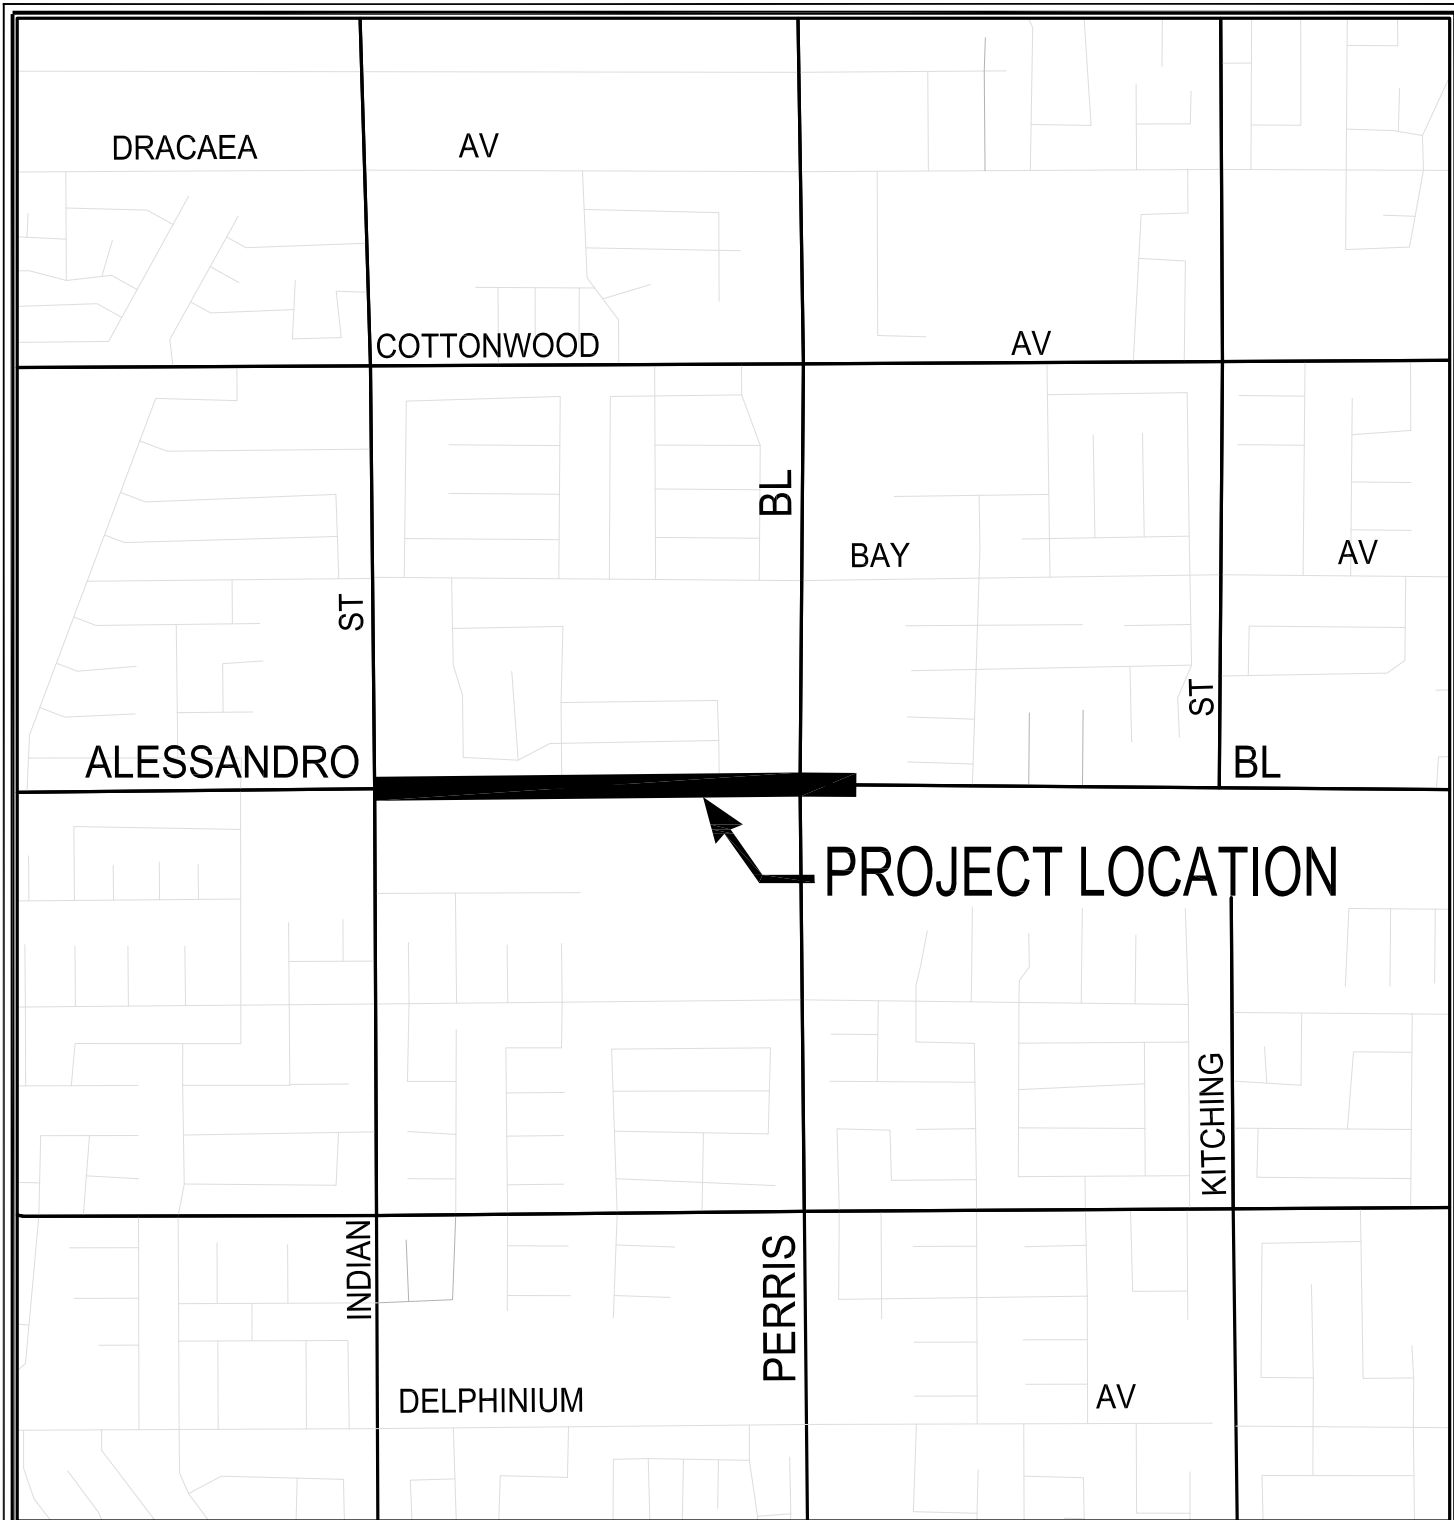 DRACAEA AV
COTTONWOOD AV
BL
BAY AV
ST
ST
ALESSANDRO BL
PROJECT LOCATION
KITCHING
INDIAN
PERRIS
DELPHINIUM AV